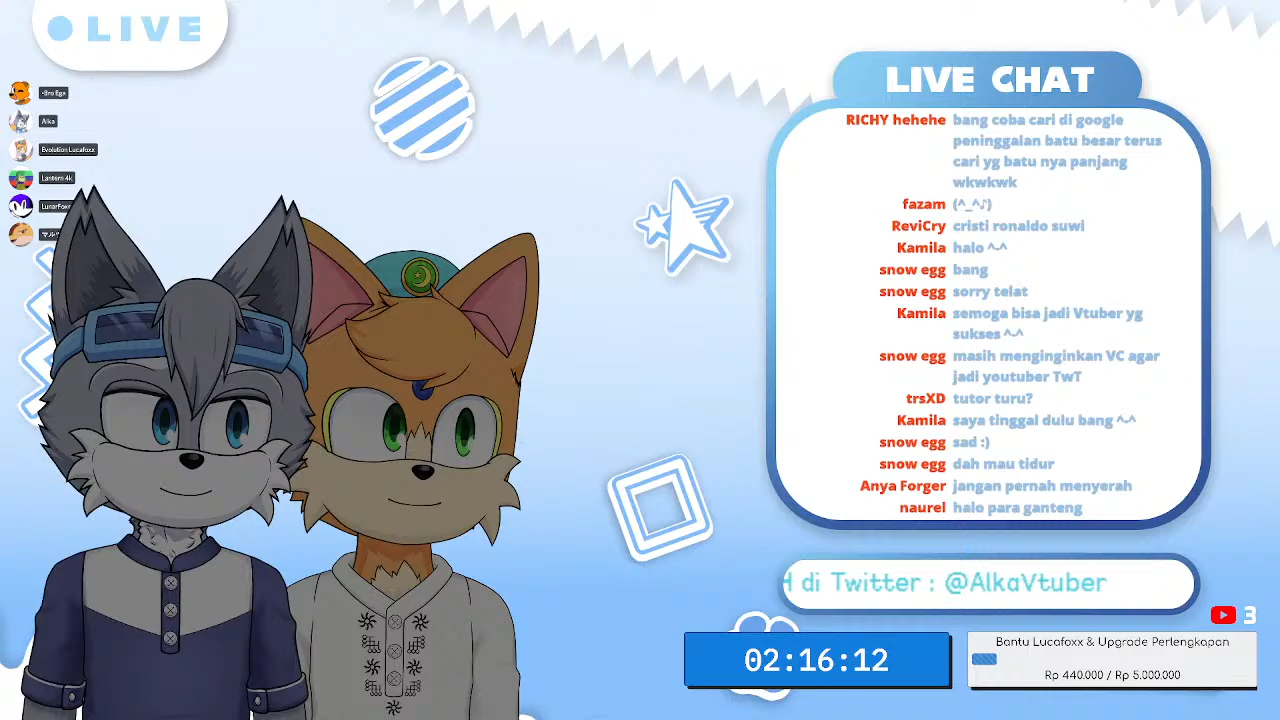 LIVE
-Bro Ega
Alka
Evolution Lucafoxx
Lantern 4k
LIVE CHAT
RICHY hehehe bang coba cari di google
peninggalan batu besar terus
cari yg batu nya panjang
wkwkwk
fazam (^_^♪)
ReviCry cristi ronaldo suwi
Kamila halo ^-^
snow egg bang
snow egg sorry telat
Kamila semoga bisa jadi Vtuber yg
sukses ^-^
snow egg masih menginginkan VC agar
jadi youtuber TwT
trsXD tutor turu?
Kamila saya tinggal dulu bang ^-^
snow egg sad :)
snow egg dah mau tidur
Anya Forger jangan pernah menyerah
naurel halo para ganteng
di Twitter : @AlkaVtuber
3
02:16:12
Bantu Lucafoxx & Upgrade Perlengkapan
Rp 440.000 / Rp 5.000.000